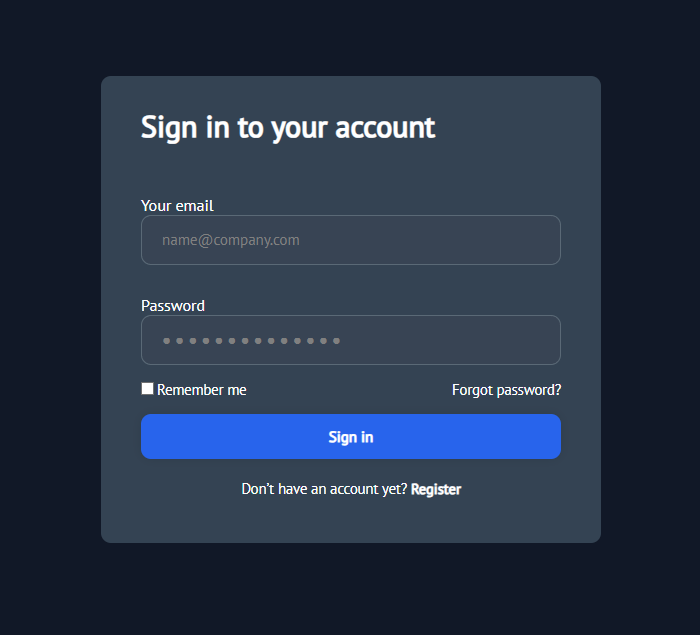 Sign in to your account
Your email
name@company.com
Password
••••••••••••••
Remember me Forgot password?
Sign in
Don't have an account yet? Register